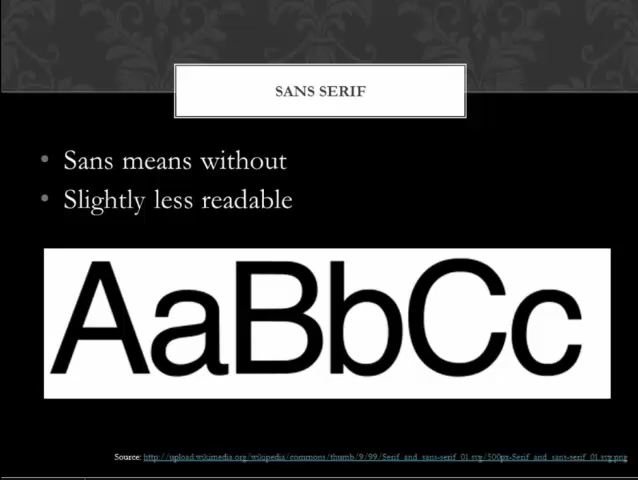 SANS SERIF
• Sans means without
• Slightly less readable
AaBbCc
Source: http://upload.wikimedia.org/wikipedia/commons/thumb/9/99/Serif_and_sans-serif_01.svg/500px-Serif_and_sans-serif_01.svg.png